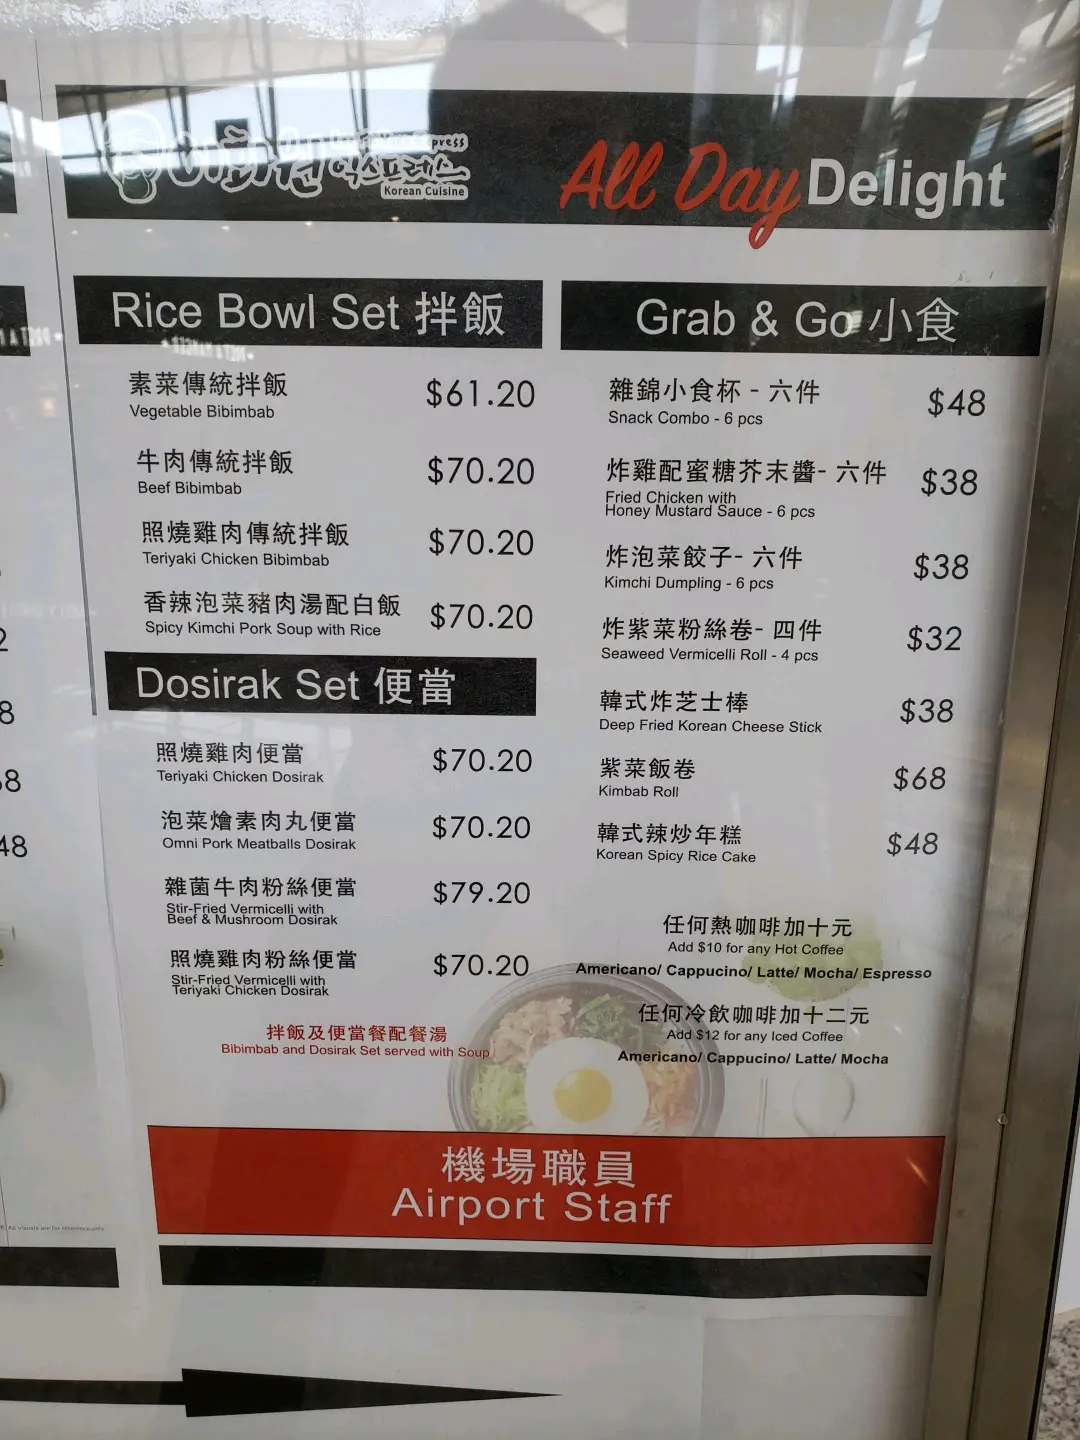 익스프레스
Korean Cuisine
All Day Delight
Rice Bowl Set 拌飯
素菜傳統拌飯 $61.20
Vegetable Bibimbab
牛肉傳統拌飯 $70.20
Beef Bibimbab
照燒雞肉傳統拌飯 $70.20
Teriyaki Chicken Bibimbab
香辣泡菜豬肉湯配白飯 $70.20
Spicy Kimchi Pork Soup with Rice
Dosirak Set 便當
照燒雞肉便當 $70.20
Teriyaki Chicken Dosirak
泡菜燴素肉丸便當 $70.20
Omni Pork Meatballs Dosirak
雜菌牛肉粉絲便當 $79.20
Stir-Fried Vermicelli with
Beef & Mushroom Dosirak
照燒雞肉粉絲便當 $70.20
Stir-Fried Vermicelli with
Teriyaki Chicken Dosirak
拌飯及便當餐配餐湯
Bibimbab and Dosirak Set served with Soup
Grab & Go 小食
雜錦小食杯 - 六件 $48
Snack Combo - 6 pcs
炸雞配蜜糖芥末醬- 六件 $38
Fried Chicken with
Honey Mustard Sauce - 6 pcs
炸泡菜餃子- 六件 $38
Kimchi Dumpling - 6 pcs
炸紫菜粉絲卷- 四件 $32
Seaweed Vermicelli Roll - 4 pcs
韓式炸芝士棒 $38
Deep Fried Korean Cheese Stick
紫菜飯卷 $68
Kimbab Roll
韓式辣炒年糕 $48
Korean Spicy Rice Cake
任何熱咖啡加十元
Add $10 for any Hot Coffee
Americano/ Cappucino/ Latte/ Mocha/ Espresso
任何冷飲咖啡加十二元
Add $12 for any Iced Coffee
Americano/ Cappucino/ Latte/ Mocha
機場職員
Airport Staff